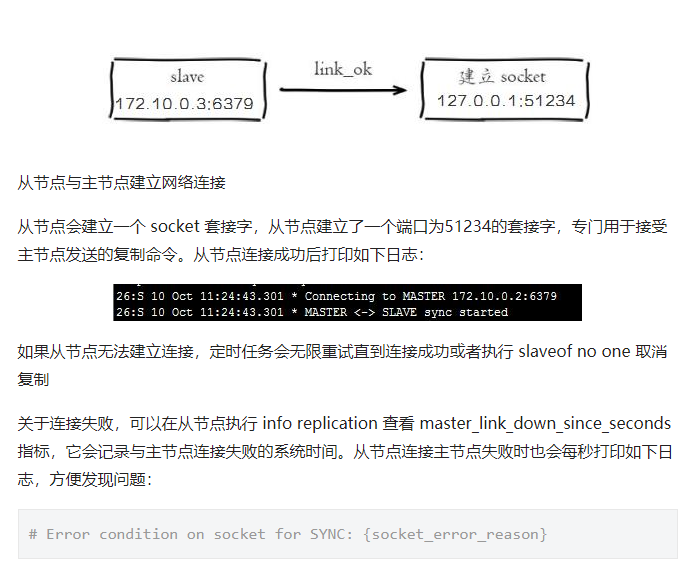 slave
172.10.0.3:6379
link_ok
建立 socket
127.0.0.1:51234
从节点与主节点建立网络连接
从节点会建立一个 socket 套接字，从节点建立了一个端口为51234的套接字，专门用于接受
主节点发送的复制命令。从节点连接成功后打印如下日志：
26:S 10 Oct 11:24:43.301 * Connecting to MASTER 172.10.0.2:6379
26:S 10 Oct 11:24:43.301 * MASTER <-> SLAVE sync started
如果从节点无法建立连接，定时任务会无限重试直到连接成功或者执行 slaveof no one 取消
复制
关于连接失败，可以在从节点执行 info replication 查看 master_link_down_since_seconds
指标，它会记录与主节点连接失败的系统时间。从节点连接主节点失败时也会每秒打印如下日
志，方便发现问题：
# Error condition on socket for SYNC: {socket_error_reason}